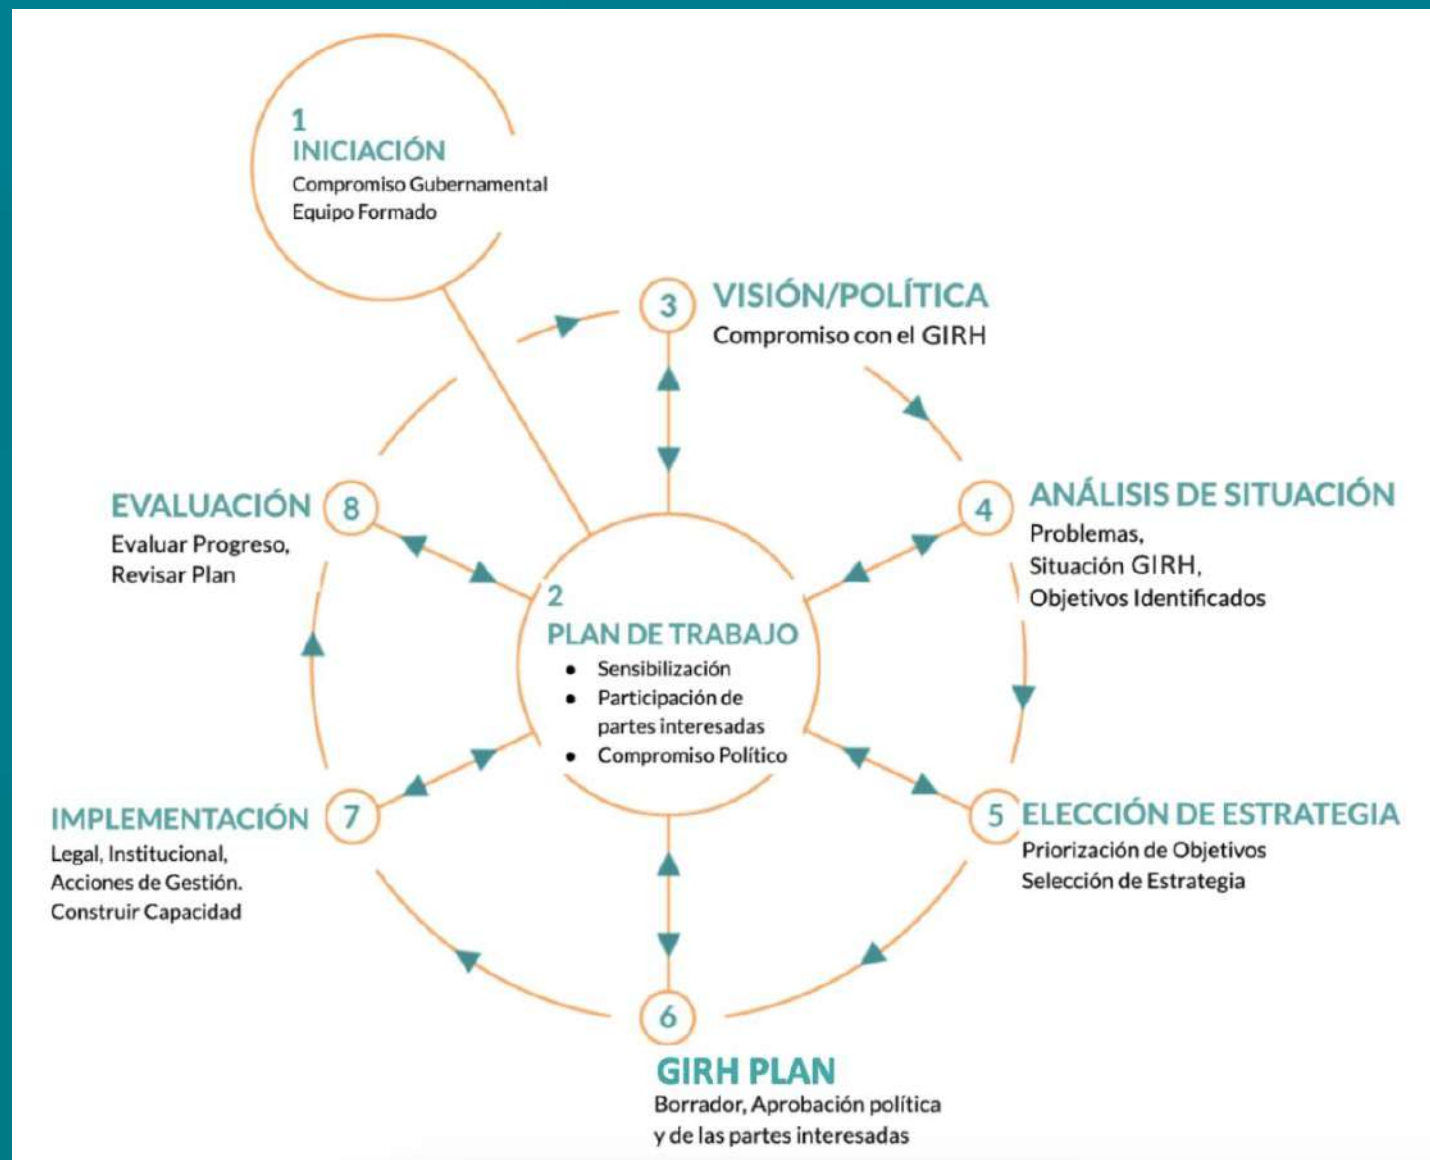 1
INICIACIÓN
Compromiso Gubernamental
Equipo Formado
3
VISIÓN/POLÍTICA
Compromiso con el GIRH
4
ANÁLISIS DE SITUACIÓN
Problemas,
Situación GIRH,
Objetivos Identificados
EVALUACIÓN
8
Evaluar Progreso,
Revisar Plan
2
PLAN DE TRABAJO
• Sensibilización
• Participación de
partes interesadas
• Compromiso Político
5
ELECCIÓN DE ESTRATEGIA
Priorización de Objetivos
Selección de Estrategia
IMPLEMENTACIÓN
7
Legal, Institucional,
Acciones de Gestión.
Construir Capacidad
6
GIRH PLAN
Borrador, Aprobación política
y de las partes interesadas